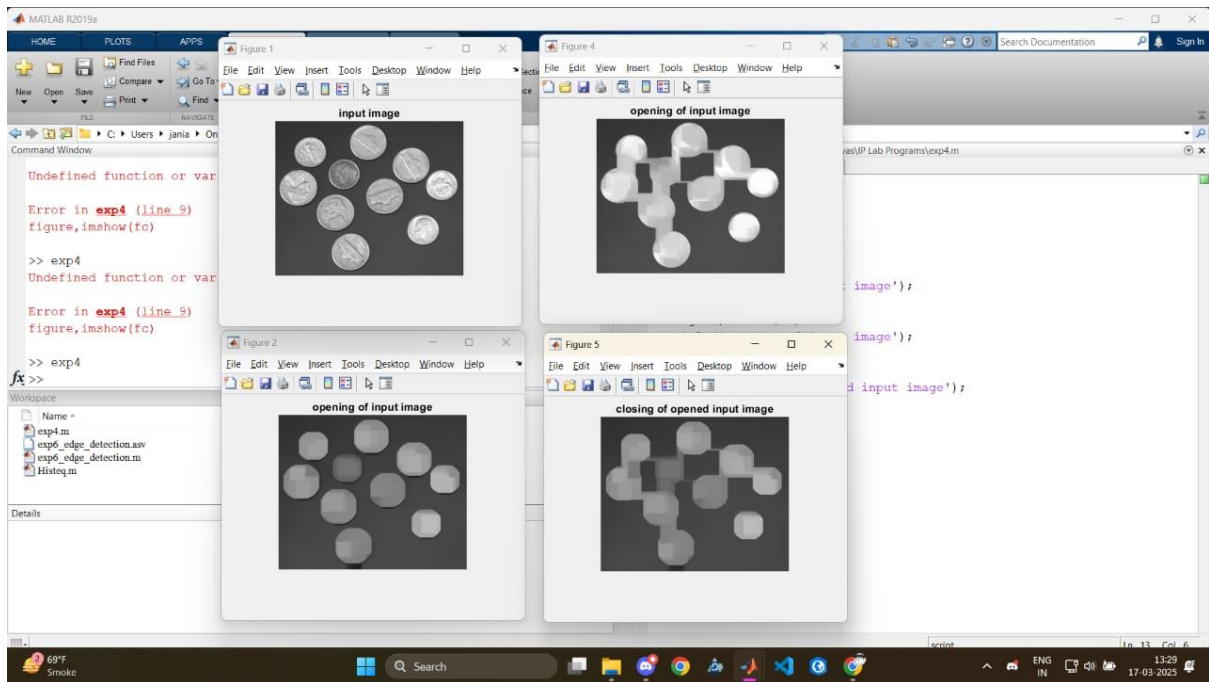 MATLAB R2019a
HOME PLOTS APPS
Search Documentation
Sign In
New Open Save
Find Files
Compare
Print
Go To
Find
FILE
NAVIGATE
C: Users jania On
vas\IP Lab Programs\exp4.m
Command Window
Undefined function or var
Error in exp4 (line 9)
figure,imshow(fc)
>> exp4
Undefined function or var
Error in exp4 (line 9)
figure,imshow(fc)
>> exp4
fx >>
Workspace
Name
exp4.m
exp6_edge_detection.asv
exp6_edge_detection.m
Histeq.m
Details
Figure 1
File Edit View Insert Tools Desktop Window Help
input image
Figure 4
File Edit View Insert Tools Desktop Window Help
opening of input image
Figure 2
File Edit View Insert Tools Desktop Window Help
opening of input image
Figure 5
File Edit View Insert Tools Desktop Window Help
closing of opened input image
image');
image');
d input image');
script
Ln 13 Col 6
2
69°F
Smoke
Search
ENG
IN
13:29
17-03-2025